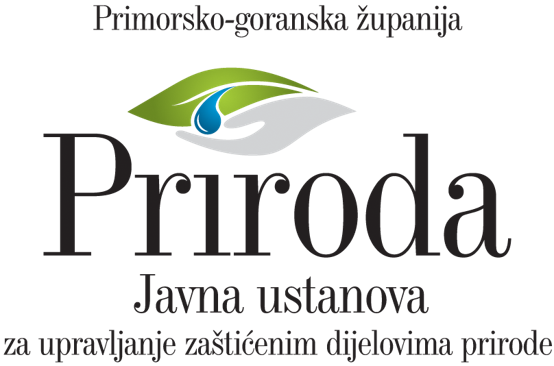 Primorsko-goranska županija
Priroda
Javna ustanova
za upravljanje zaštićenim dijelovima prirode